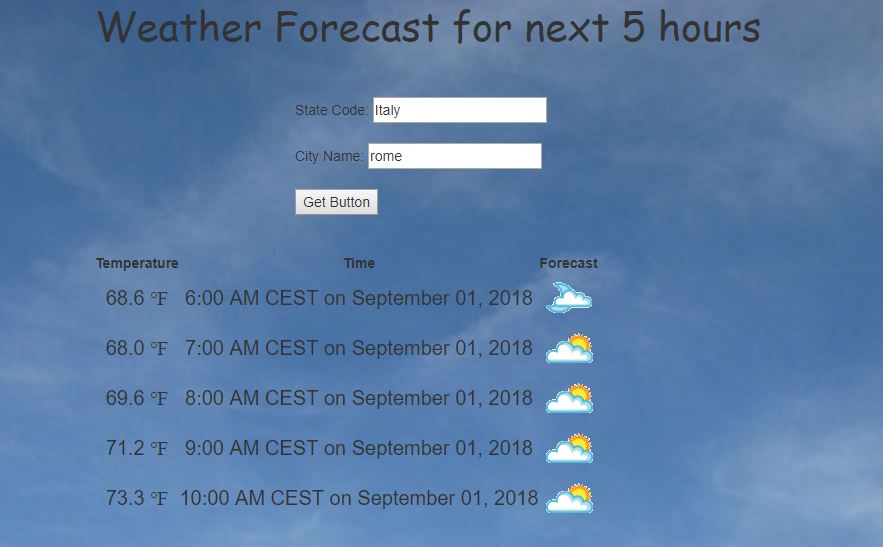 Weather Forecast for next 5 hours
State Code: Italy
City Name: rome
Get Button
Temperature Time Forecast
68.6 °F 6:00 AM CEST on September 01, 2018
68.0 °F 7:00 AM CEST on September 01, 2018
69.6 °F 8:00 AM CEST on September 01, 2018
71.2 °F 9:00 AM CEST on September 01, 2018
73.3 °F 10:00 AM CEST on September 01, 2018